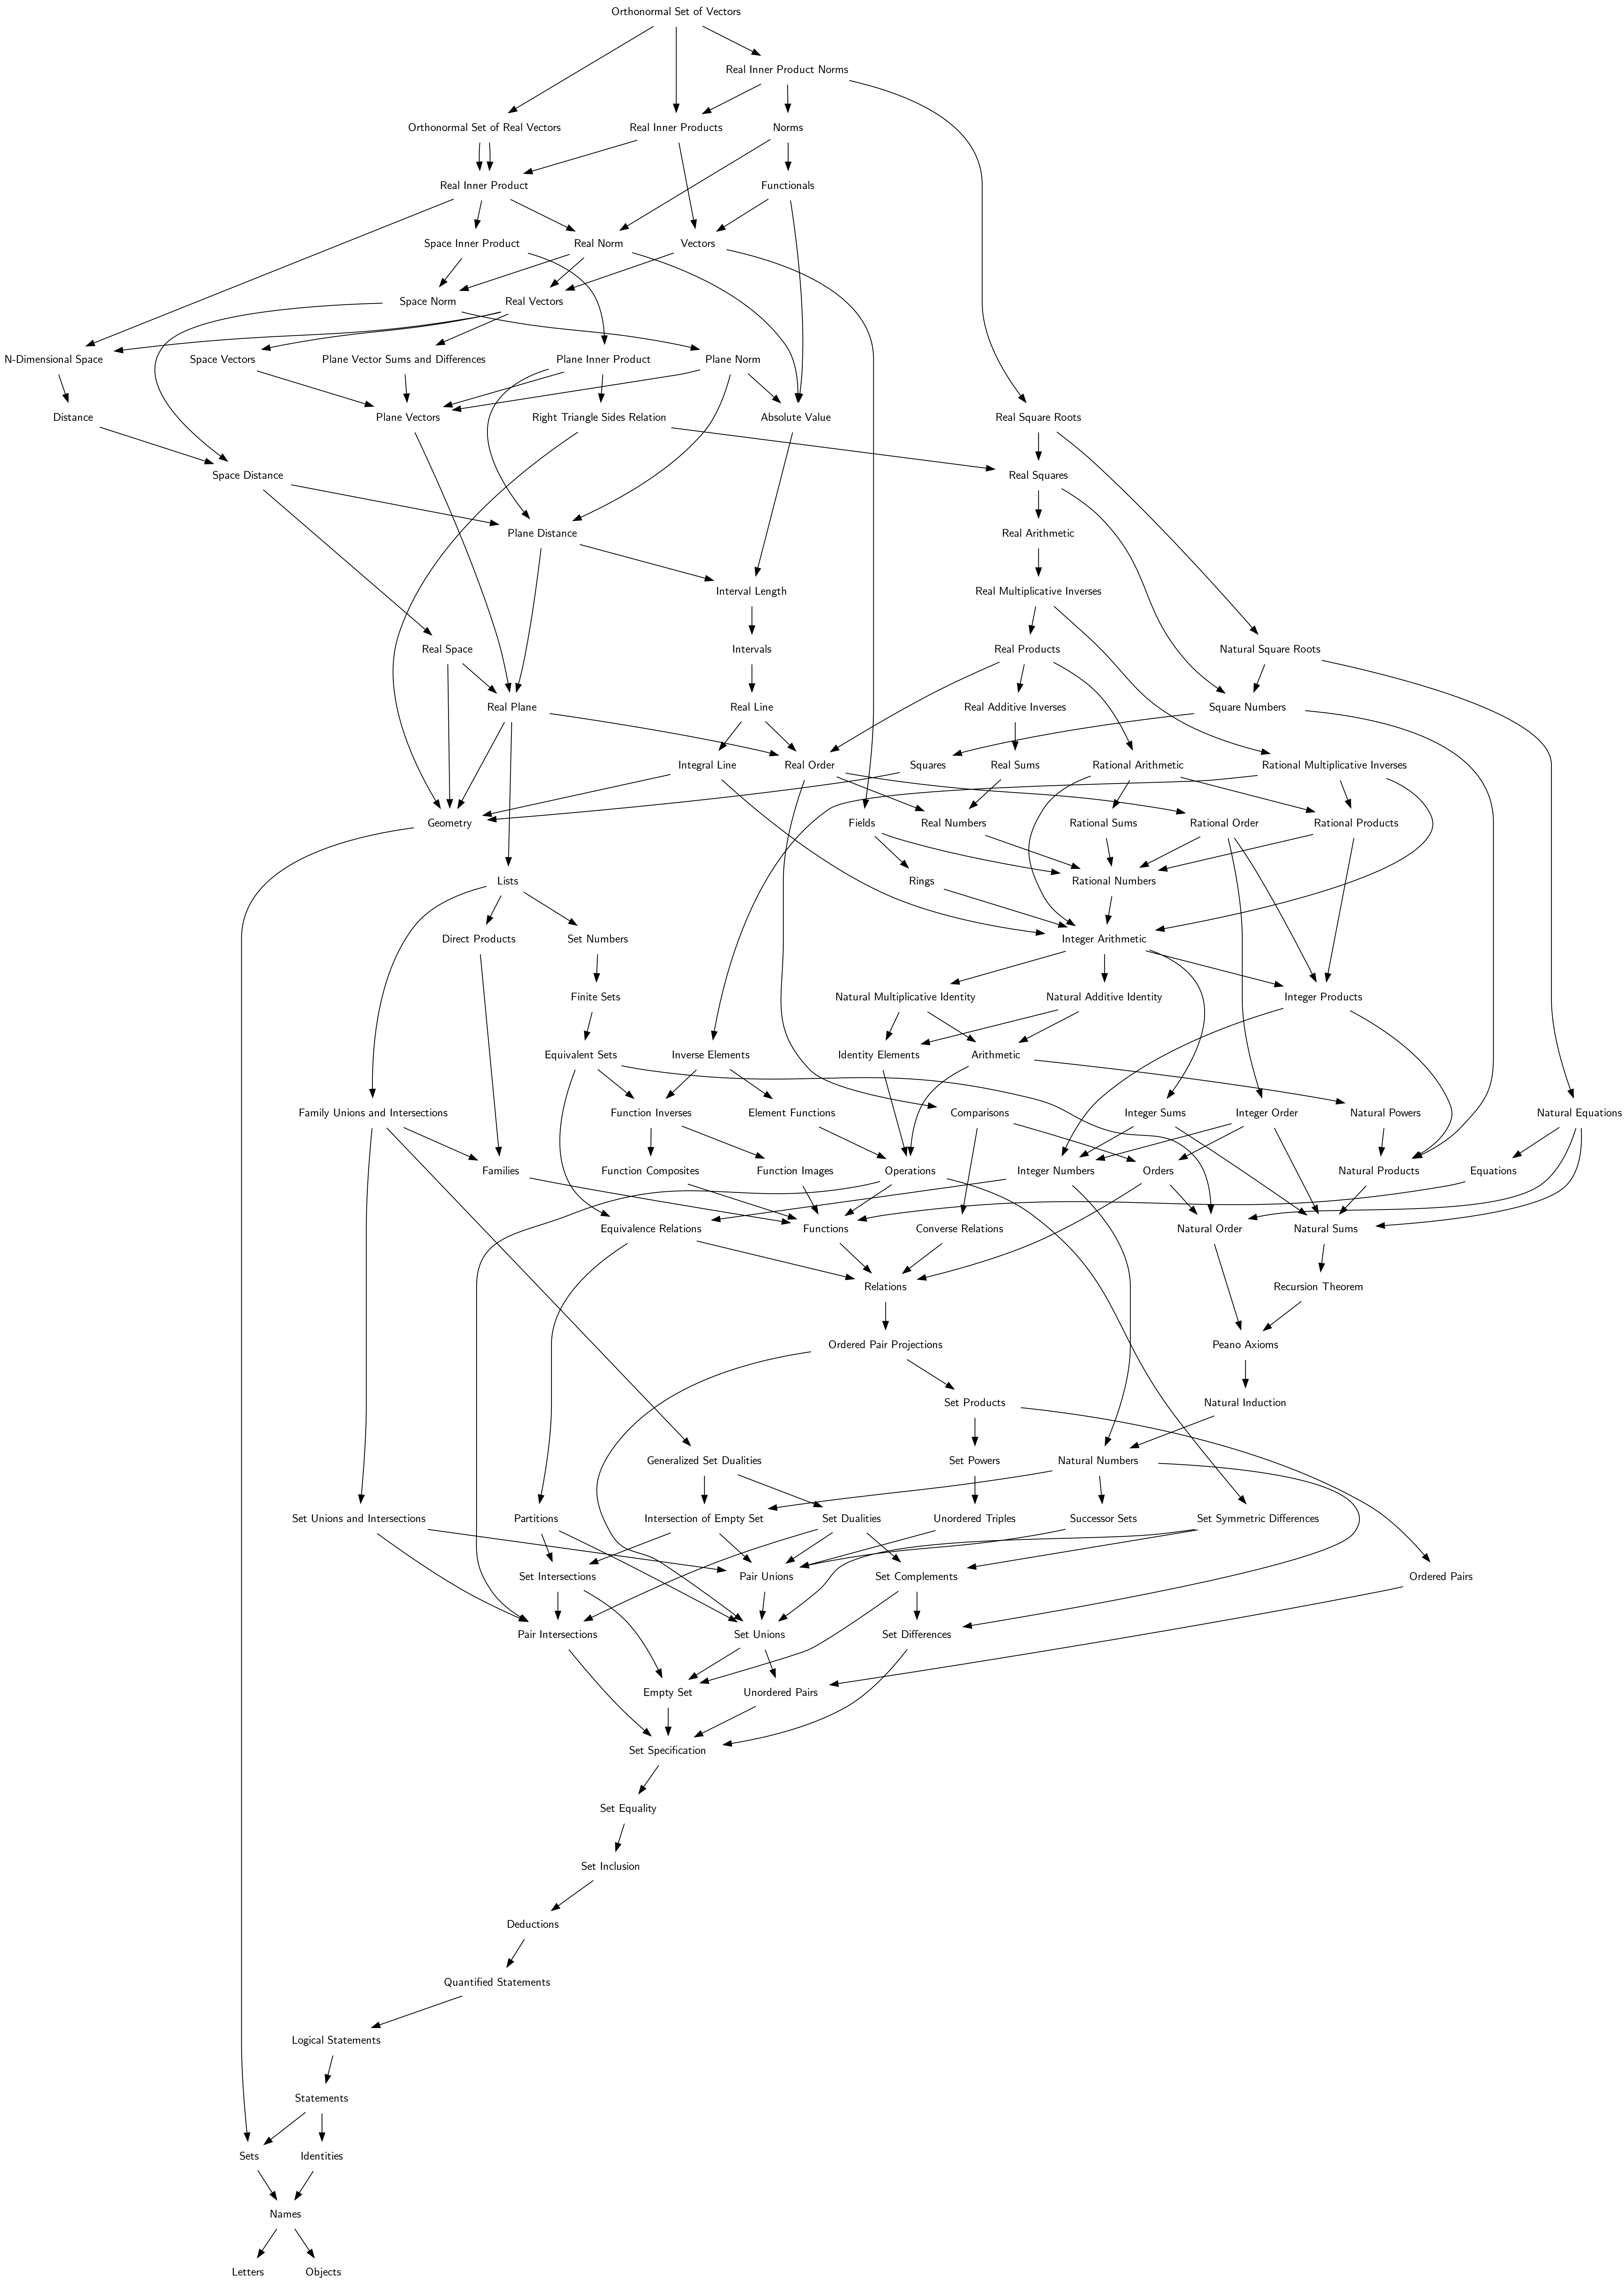 Orthonormal Set of Vectors
Real Inner Product Norms
Orthonormal Set of Real Vectors
Real Inner Products
Norms
Real Inner Product
Functionals
Space Inner Product
Real Norm
Vectors
Space Norm
Real Vectors
N-Dimensional Space
Space Vectors
Plane Vector Sums and Differences
Plane Inner Product
Plane Norm
Distance
Plane Vectors
Right Triangle Sides Relation
Absolute Value
Real Square Roots
Space Distance
Real Squares
Plane Distance
Real Arithmetic
Interval Length
Real Multiplicative Inverses
Real Space
Intervals
Real Products
Natural Square Roots
Real Plane
Real Line
Real Additive Inverses
Square Numbers
Integral Line
Real Order
Squares
Real Sums
Rational Arithmetic
Rational Multiplicative Inverses
Geometry
Fields
Real Numbers
Rational Sums
Rational Order
Rational Products
Lists
Rings
Rational Numbers
Direct Products
Set Numbers
Integer Arithmetic
Finite Sets
Natural Multiplicative Identity
Natural Additive Identity
Integer Products
Equivalent Sets
Inverse Elements
Identity Elements
Arithmetic
Family Unions and Intersections
Function Inverses
Element Functions
Comparisons
Integer Sums
Integer Order
Natural Powers
Natural Equations
Families
Function Composites
Function Images
Operations
Integer Numbers
Orders
Natural Products
Equations
Equivalence Relations
Functions
Converse Relations
Natural Order
Natural Sums
Relations
Recursion Theorem
Ordered Pair Projections
Peano Axioms
Set Products
Natural Induction
Generalized Set Dualities
Set Powers
Natural Numbers
Set Unions and Intersections
Partitions
Intersection of Empty Set
Set Dualities
Unordered Triples
Successor Sets
Set Symmetric Differences
Set Intersections
Pair Unions
Set Complements
Ordered Pairs
Pair Intersections
Set Unions
Set Differences
Empty Set
Unordered Pairs
Set Specification
Set Equality
Set Inclusion
Deductions
Quantified Statements
Logical Statements
Statements
Sets
Identities
Names
Letters
Objects